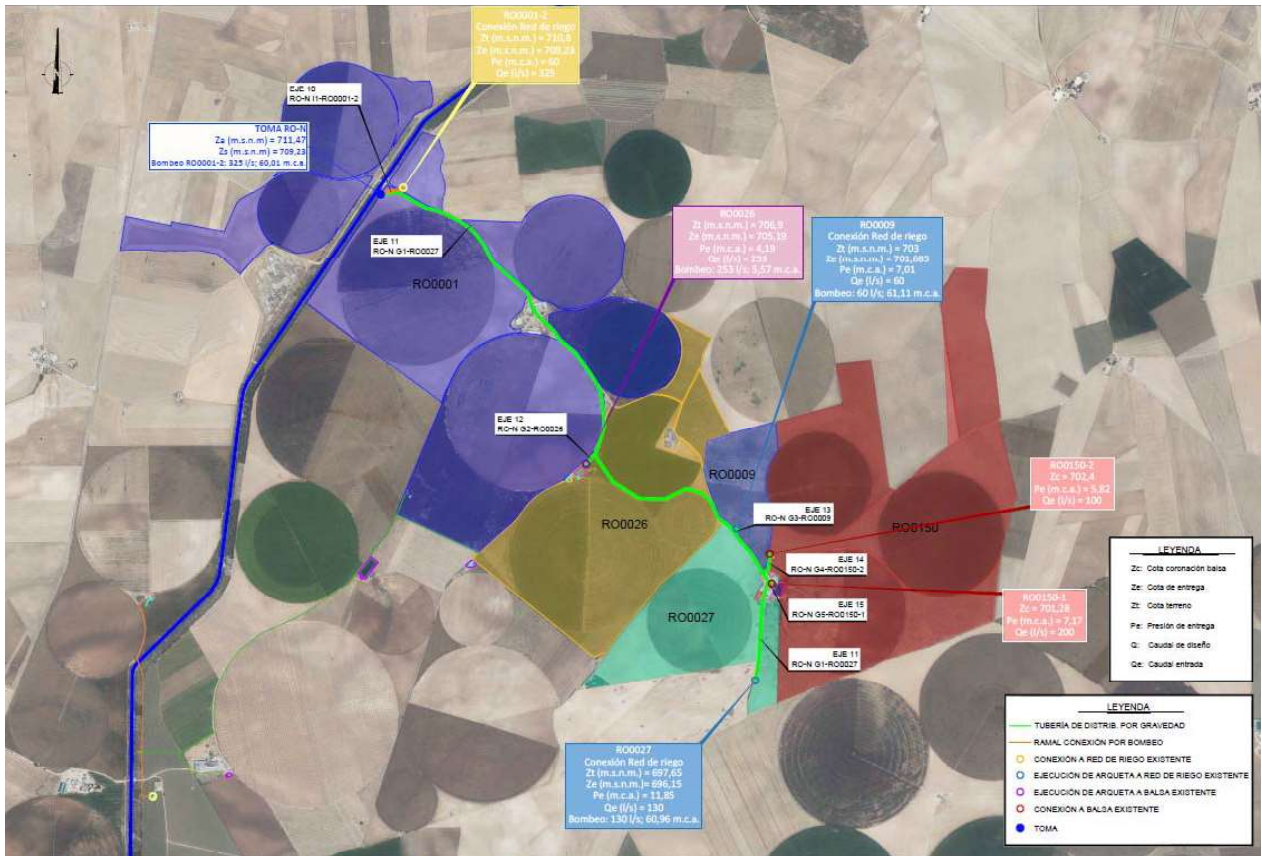 RO0001-2
Conexión Red de riego
Zt (m.s.n.m.) = 710,8
Ze (m.s.n.m.) = 709,23
Pe (m.c.a.) = 60
Qe (l/s) = 325
N
EJE 10
RO-N I1-RO0001-2
TOMA RO-N
Za (m.s.n.m) = 711,47
Zs (m.s.n.m) = 709,23
Bombeo RO0001-2: 325 l/s; 60,01 m.c.a.
RO0026
Zt (m.s.n.m.) = 706,9
Ze (m.s.n.m.) = 705,19
Pe (m.c.a.) = 4,19
Qe (l/s) = 253
Bombeo: 253 l/s; 5,57 m.c.a.
RO0009
Conexión Red de riego
Zt (m.s.n.m.) = 703
Ze (m.s.n.m.) = 701,685
Pe (m.c.a.) = 7,01
Qe (l/s) = 60
Bombeo: 60 l/s; 61,11 m.c.a.
EJE 11
RO-N G1-RO0027
RO0001
EJE 12
RO-N G2-RO0026
RO0009
RO0150-2
Zc = 702,4
Pe (m.c.a.) = 5,82
Qe (l/s) = 100
RO0026
EJE 13
RO-N G3-RO0009
RO0150
EJE 14
RO-N G4-RO0150-2
RO0150-1
Zc = 701,28
Pe (m.c.a.) = 7,17
Qe (l/s) = 200
EJE 15
RO-N G5-RO0150-1
RO0027
EJE 11
RO-N G1-RO0027
RO0027
Conexión Red de riego
Zt (m.s.n.m.) = 697,65
Ze (m.s.n.m.) = 696,15
Pe (m.c.a.) = 11,85
Qe (l/s) = 130
Bombeo: 130 l/s; 60,96 m.c.a.
LEYENDA
Zc: Cota coronación balsa
Ze: Cota de entrega
Zt: Cota terreno
Pe: Presión de entrega
Q: Caudal de diseño
Qe: Caudal entrada
LEYENDA
TUBERÍA DE DISTRIB. POR GRAVEDAD
RAMAL CONEXIÓN POR BOMBEO
CONEXIÓN A RED DE RIEGO EXISTENTE
EJECUCIÓN DE ARQUETA A RED DE RIEGO EXISTENTE
EJECUCIÓN DE ARQUETA A BALSA EXISTENTE
CONEXIÓN A BALSA EXISTENTE
TOMA